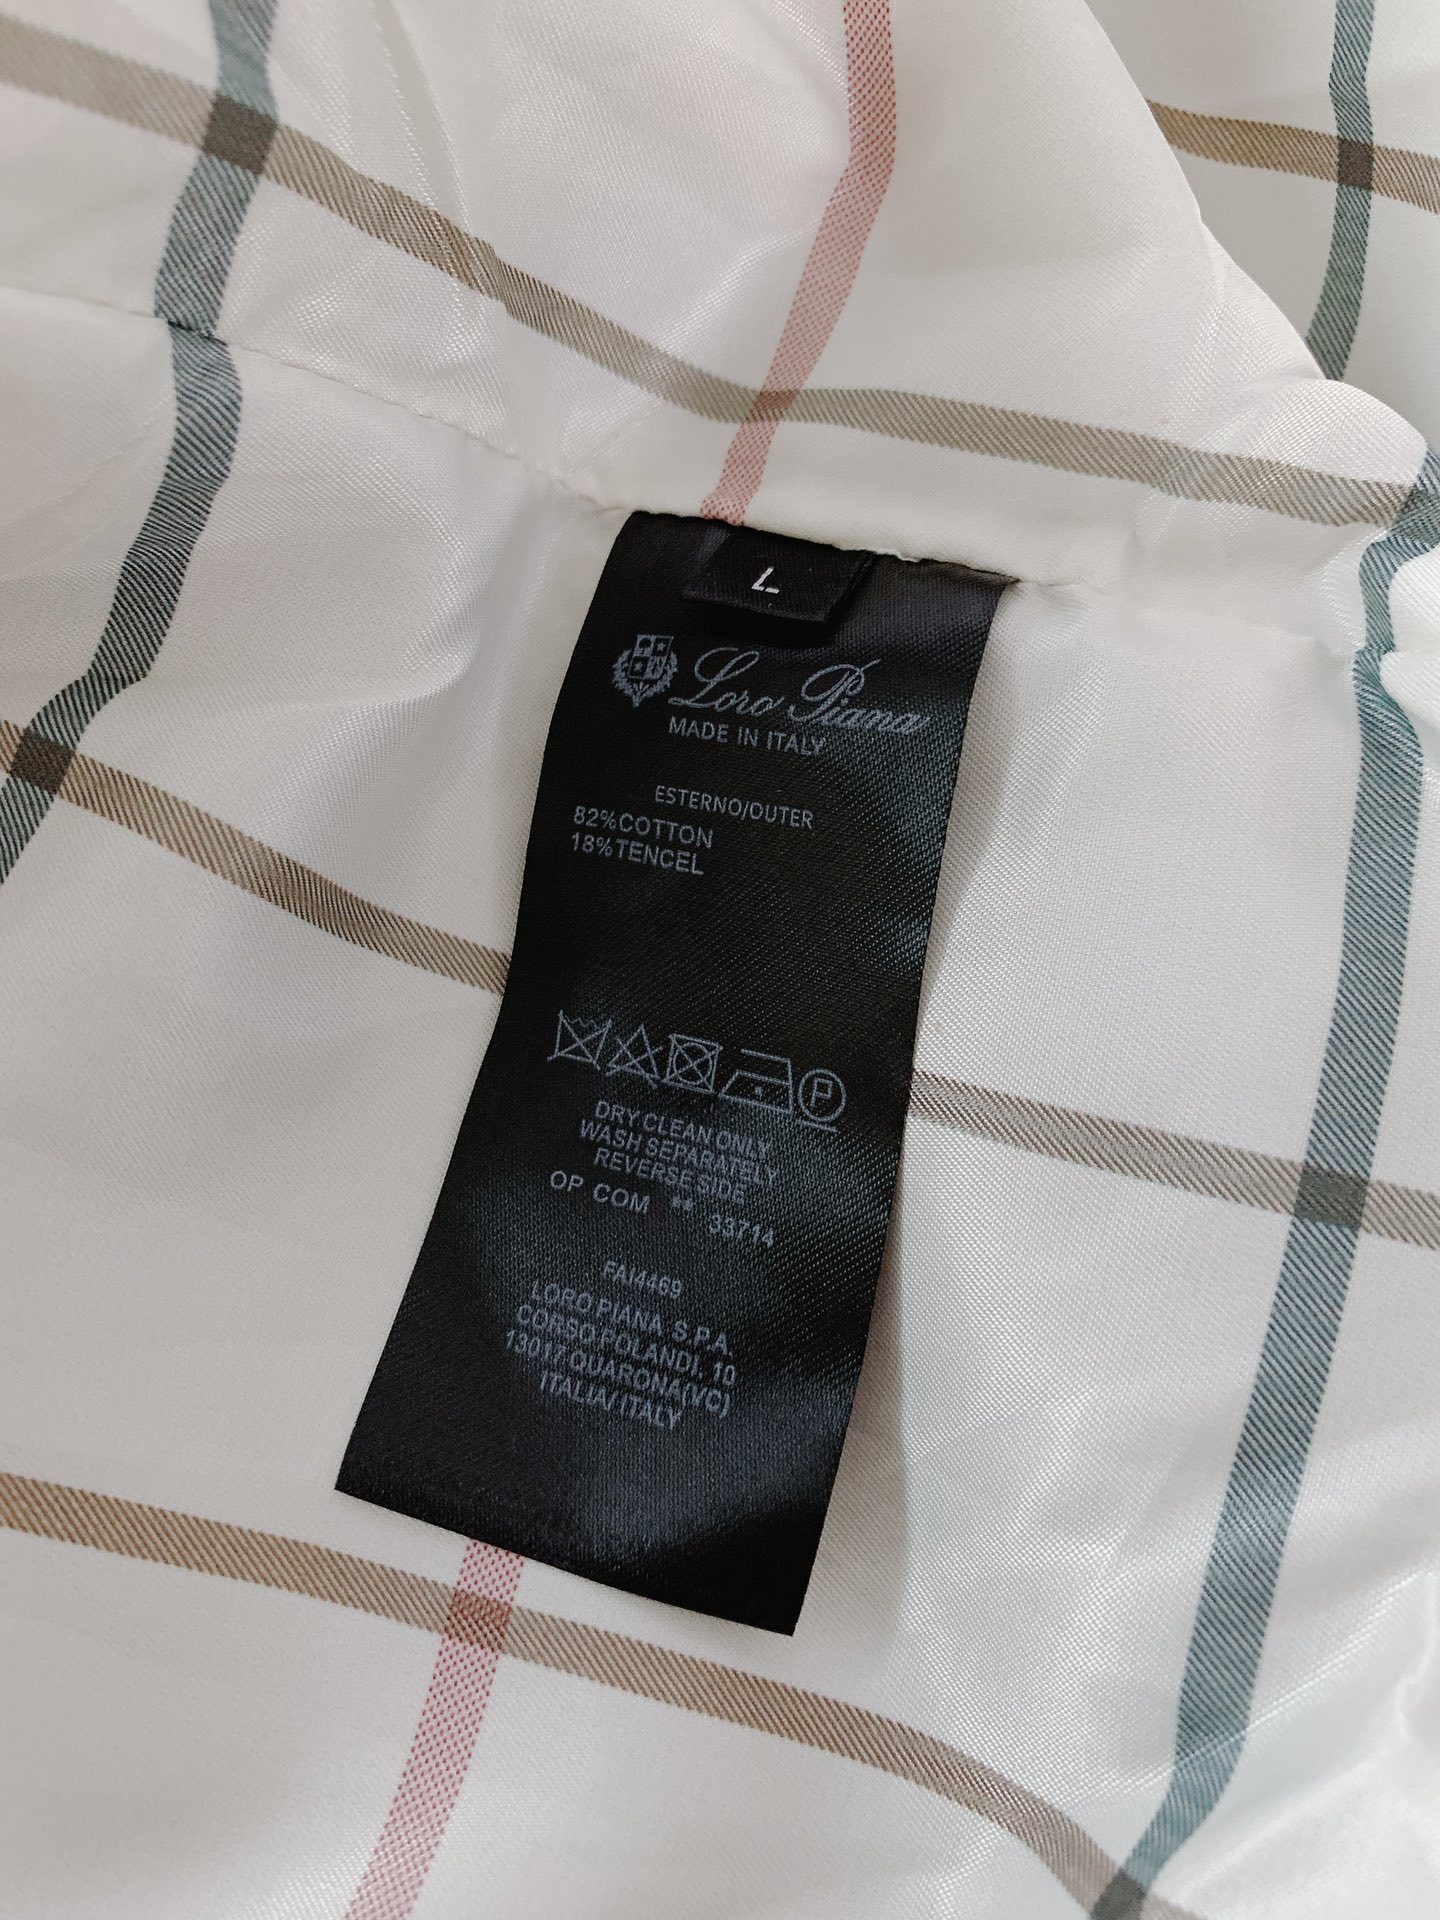 L
Loro Piana
MADE IN ITALY
ESTERNO/OUTER
82%COTTON
18%TENCEL
P
DRY CLEAN ONLY
WASH SEPARATELY
REVERSE SIDE
OP COM ** 33714
FAI4469
LORO PIANA S.P.A.
CORSO POLANDI, 10
13017 QUARONA(VC)
ITALIA/ ITALY